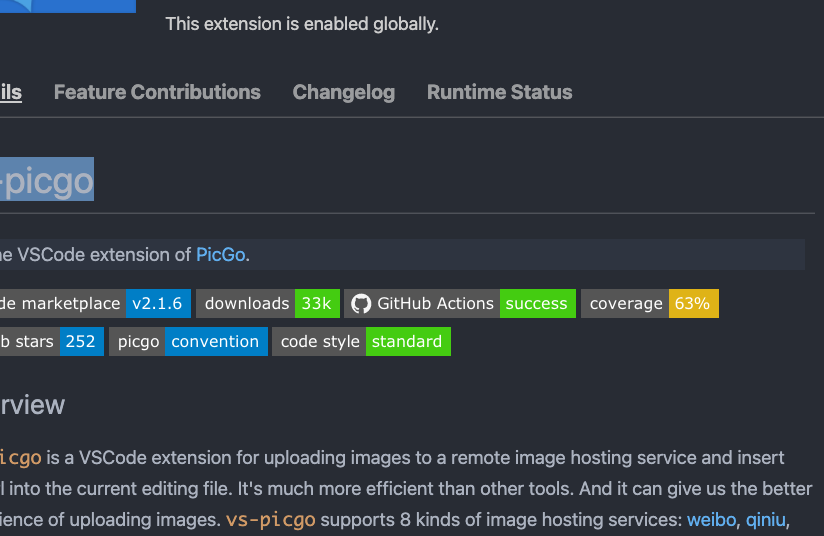 This extension is enabled globally.
ils Feature Contributions Changelog Runtime Status
-picgo
e VSCode extension of PicGo.
de marketplace v2.1.6 downloads 33k GitHub Actions success coverage 63%
b stars 252 picgo convention code style standard
rview
icgo is a VSCode extension for uploading images to a remote image hosting service and insert
l into the current editing file. It's much more efficient than other tools. And it can give us the better
ience of uploading images. vs-picgo supports 8 kinds of image hosting services: weibo, qiniu,